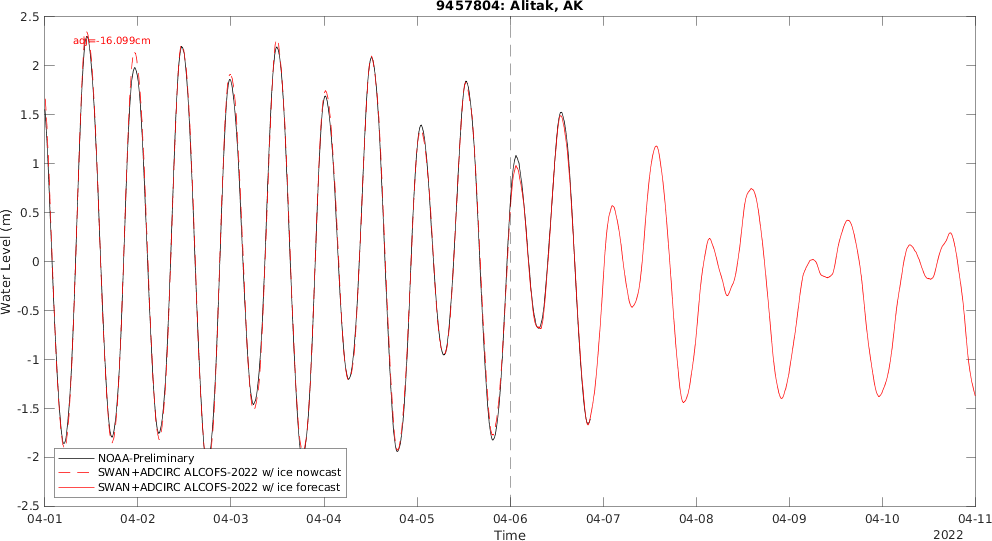 9457804: Alitak, AK
2.5
2
1.5
1
0.5
0
-0.5
-1
-1.5
-2
-2.5
Water Level (m)
adj=-16.099cm
NOAA-Preliminary
SWAN+ADCIRC ALCOFS-2022 w/ ice nowcast
SWAN+ADCIRC ALCOFS-2022 w/ ice forecast
04-01 04-02 04-03 04-04 04-05 04-06 04-07 04-08 04-09 04-10 04-11
Time
2022